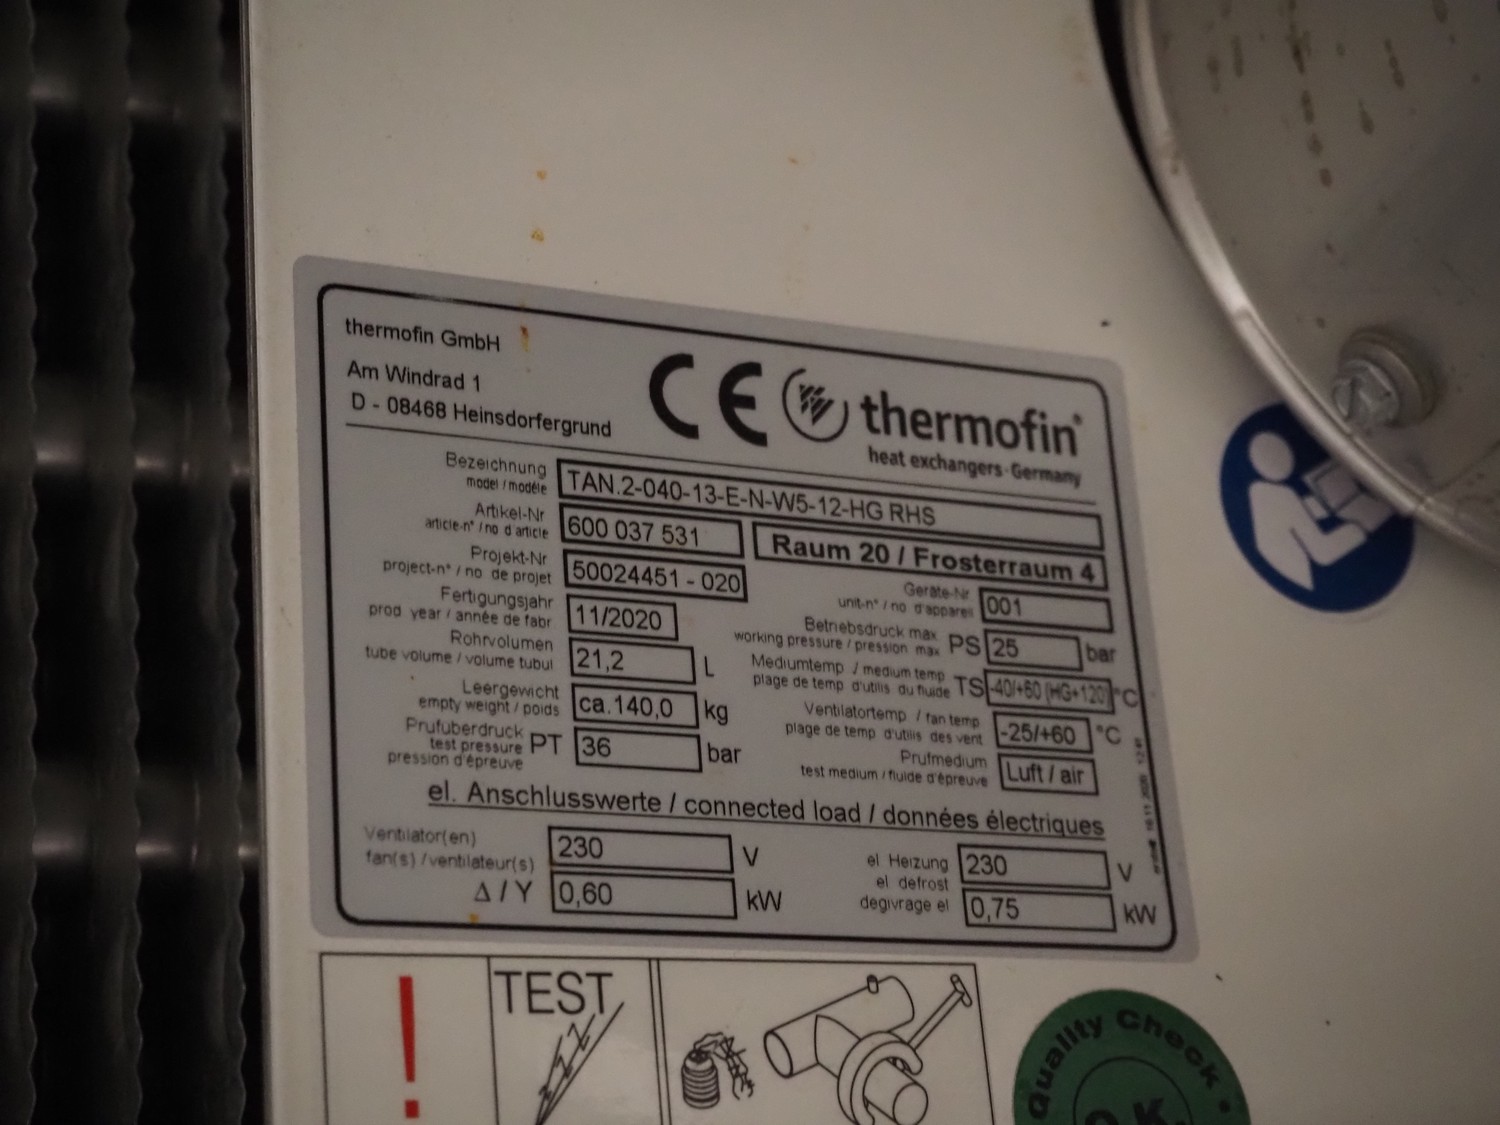 thermofin GmbH
Am Windrad 1
D - 08468 Heinsdorfergrund
CE thermofin®
heat exchangers · Germany
Bezeichnung
model / modèle
TAN.2-040-13-E-N-W5-12-HG RHS
Artikel-Nr
article-n° / no d'article
600 037 531
Raum 20 / Frosterraum 4
Projekt-Nr
project-n° / no de projet
50024451 - 020
Geräte-Nr
unit-n° / no d'appareil
001
Fertigungsjahr
prod year / année de fabr
11/2020
Betriebsdruck max
working pressure / pression max PS 25 bar
Rohrvolumen
tube volume / volume tubul
21,2 L
Mediumtemp / medium temp
plage de temp d'utilis du fluide TS -40/+60 (HG+120) °C
Leergewicht
empty weight / poids
ca.140,0 kg
Ventilatortemp / fan temp
plage de temp d'utilis des vent -25/+60 °C
Prüfüberdruck
test pressure PT 36 bar
pression d'épreuve
Prüfmedium
test medium / fluide d'épreuve
Luft / air
el. Anschlusswerte / connected load / données électriques
Ventilator(en)
fan(s) / ventilateur(s)
230 V
Δ / Y 0,60 kW
el Heizung
el defrost
dégivrage el
230 V
0,75 kW
!
TEST
Quality Check
O.K.